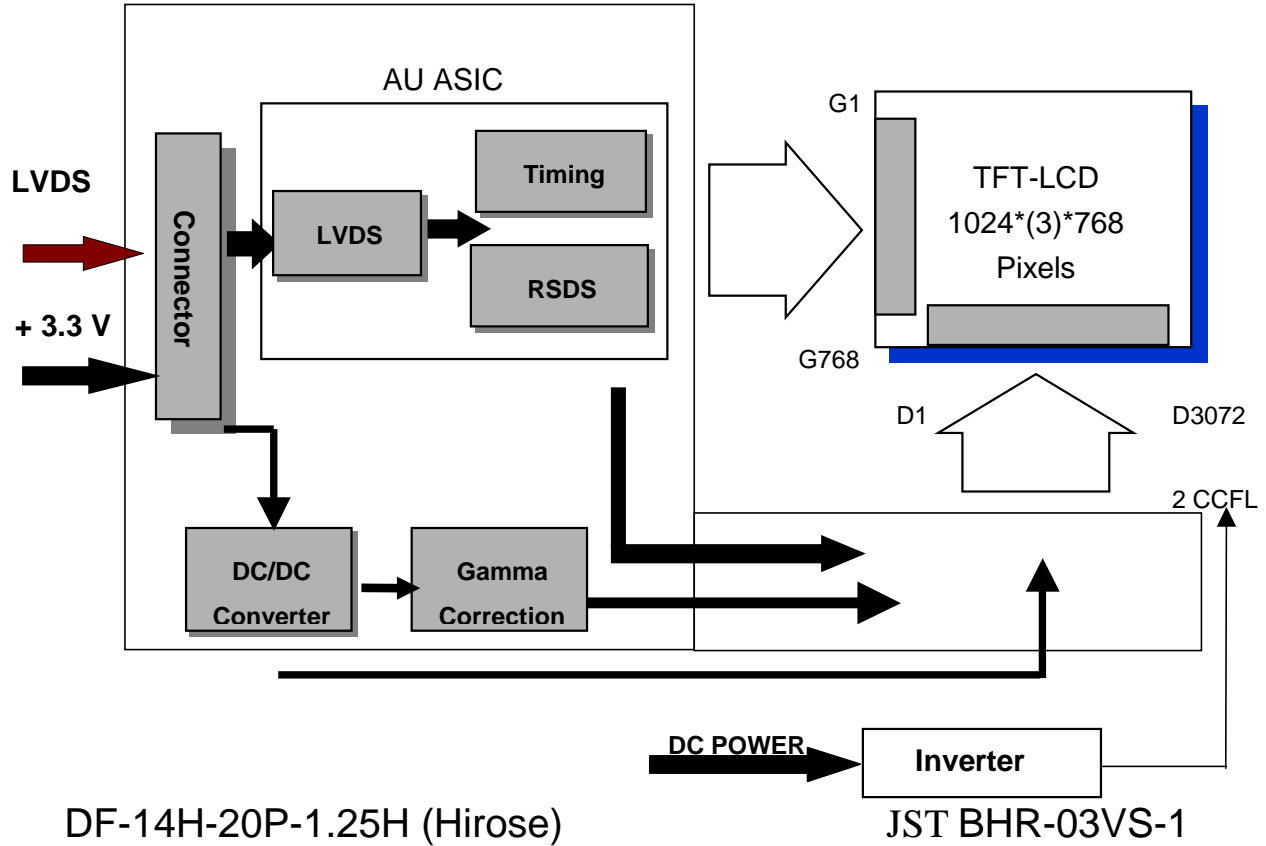 AU ASIC
G1
Timing
LVDS
Connector
LVDS
TFT-LCD
1024*(3)*768
Pixels
RSDS
+ 3.3 V
G768
D1
D3072
2 CCFL
DC/DC
Converter
Gamma
Correction
DC POWER
Inverter
DF-14H-20P-1.25H (Hirose)
JST BHR-03VS-1